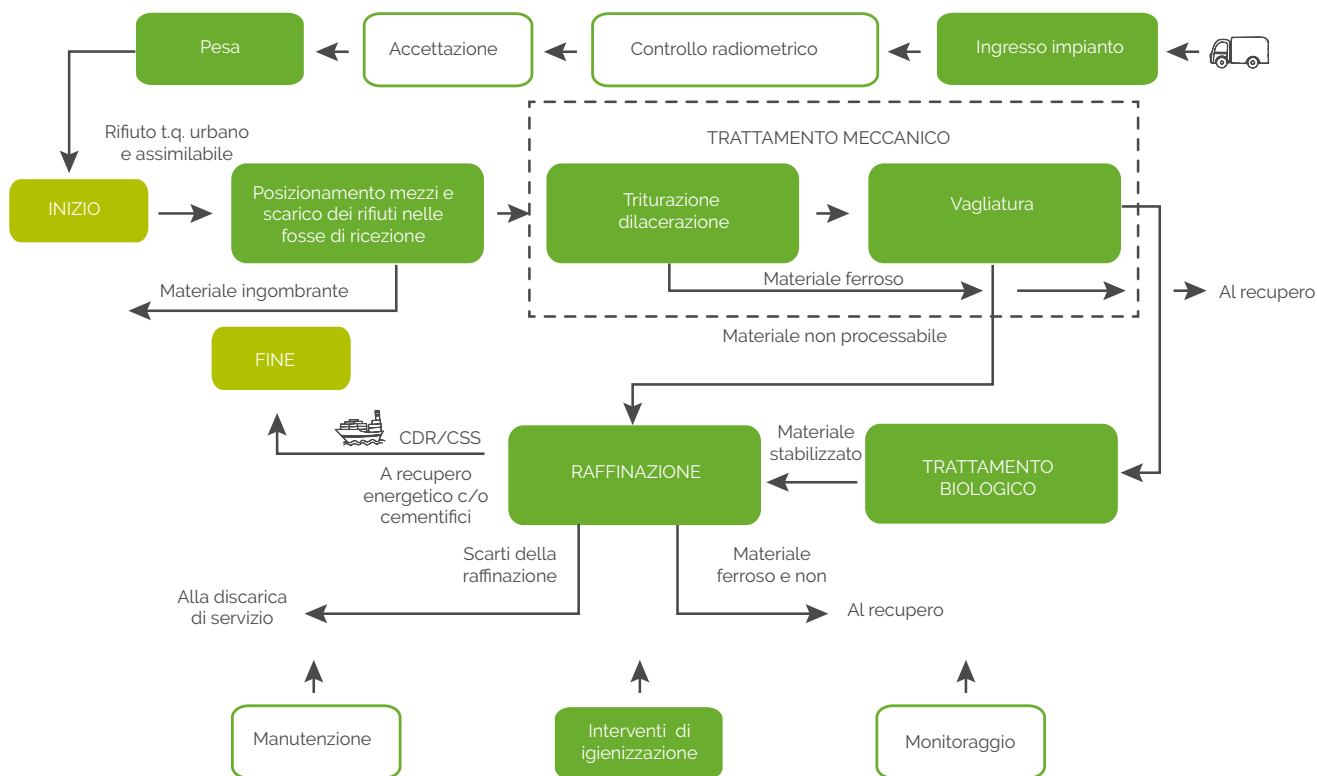 Pesa
Accettazione
Controllo radiometrico
Ingresso impianto
Rifiuto t.q. urbano
e assimilabile
TRATTAMENTO MECCANICO
INIZIO
Posizionamento mezzi e
scarico dei rifiuti nelle
fosse di ricezione
Triturazione
dilacerazione
Vagliatura
Materiale ingombrante
Materiale ferroso
Al recupero
Materiale non processabile
FINE
CDR/CSS
A recupero
energetico c/o
cementifici
RAFFINAZIONE
Materiale
stabilizzato
TRATTAMENTO
BIOLOGICO
Scarti della
raffinazione
Materiale
ferroso e non
Alla discarica
di servizio
Al recupero
Manutenzione
Interventi di
igienizzazione
Monitoraggio